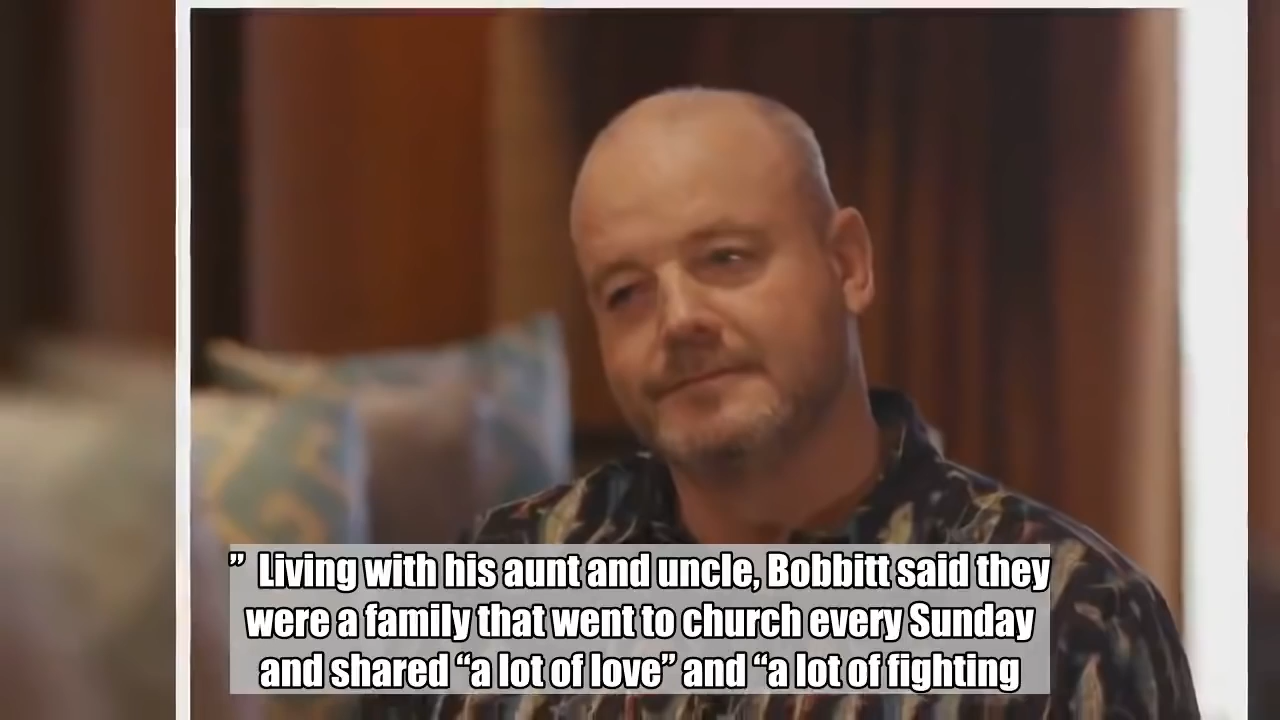 ”  Living with his aunt and uncle, Bobbitt said they
were a family that went to church every Sunday
and shared “a lot of love” and “a lot of fighting